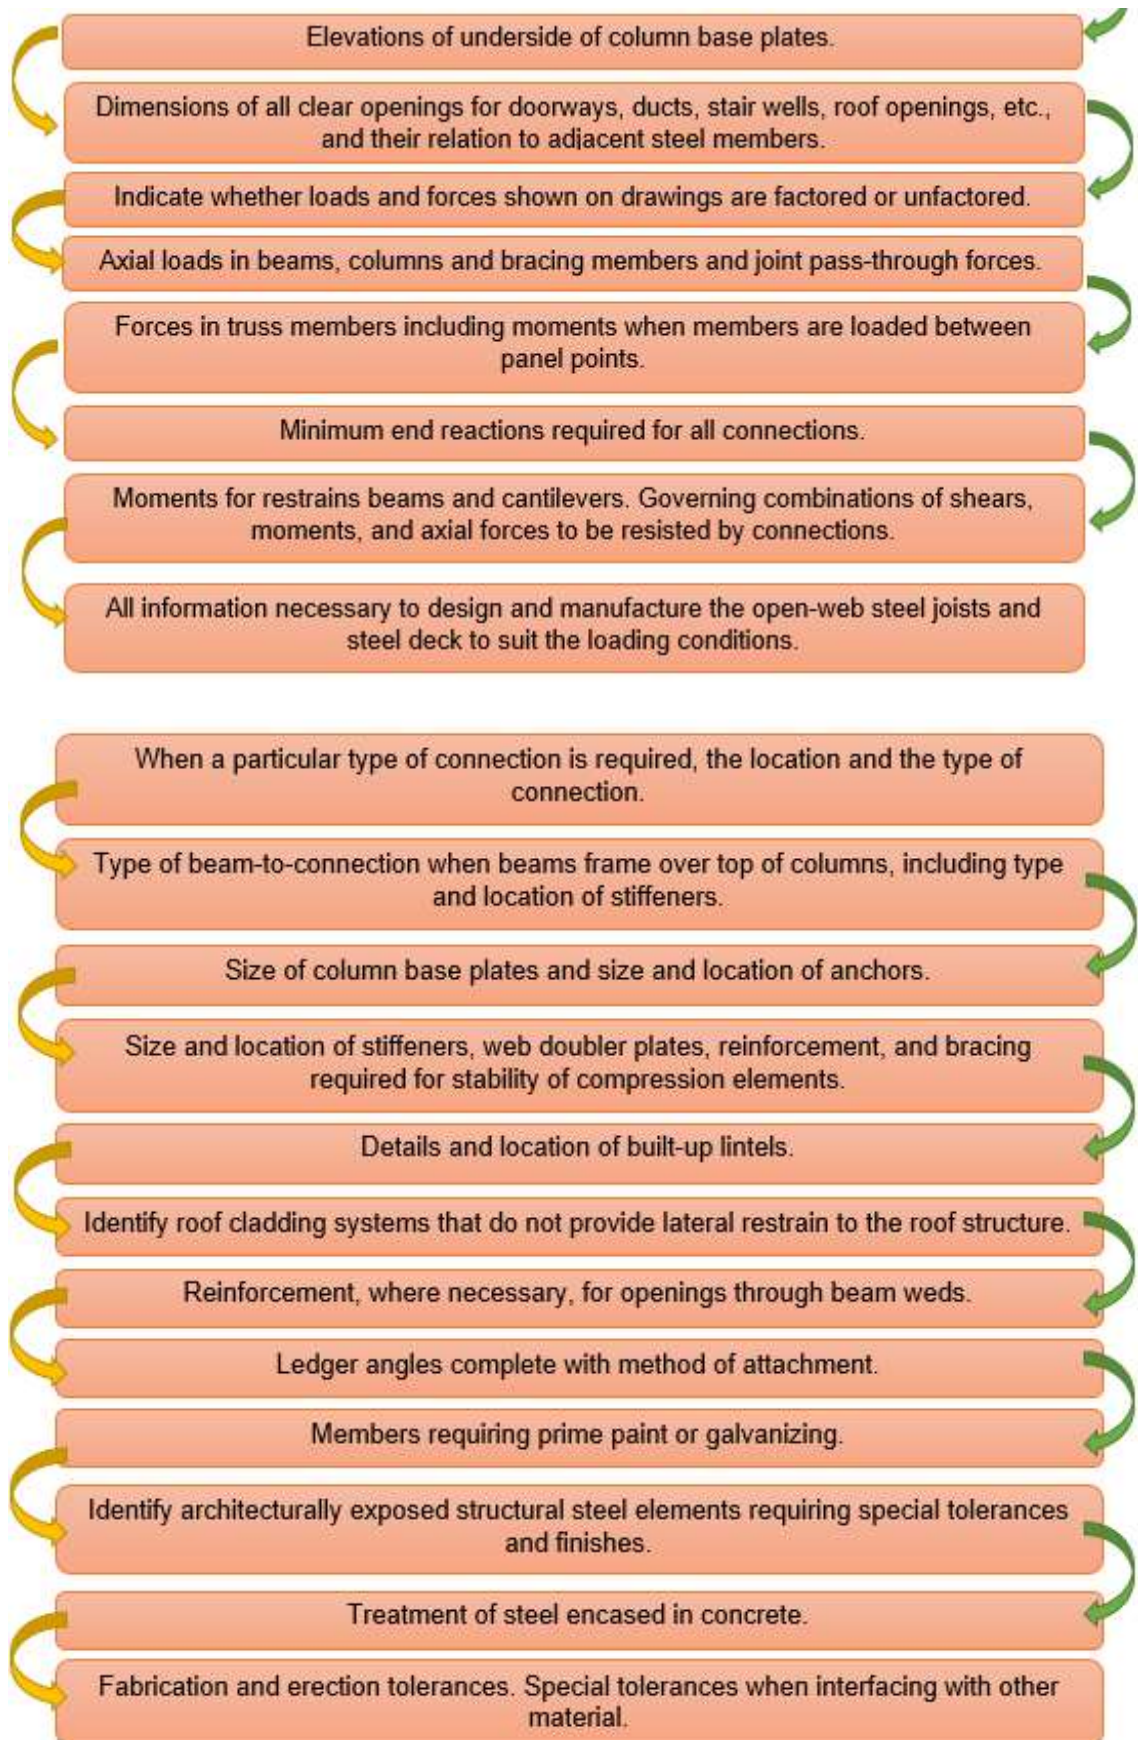 Elevations of underside of column base plates.
Dimensions of all clear openings for doorways, ducts, stair wells, roof openings, etc.,
and their relation to adjacent steel members.
Indicate whether loads and forces shown on drawings are factored or unfactored.
Axial loads in beams, columns and bracing members and joint pass-through forces.
Forces in truss members including moments when members are loaded between
panel points.
Minimum end reactions required for all connections.
Moments for restrains beams and cantilevers. Governing combinations of shears,
moments, and axial forces to be resisted by connections.
All information necessary to design and manufacture the open-web steel joists and
steel deck to suit the loading conditions.
When a particular type of connection is required, the location and the type of
connection.
Type of beam-to-connection when beams frame over top of columns, including type
and location of stiffeners.
Size of column base plates and size and location of anchors.
Size and location of stiffeners, web doubler plates, reinforcement, and bracing
required for stability of compression elements.
Details and location of built-up lintels.
Identify roof cladding systems that do not provide lateral restrain to the roof structure.
Reinforcement, where necessary, for openings through beam weds.
Ledger angles complete with method of attachment.
Members requiring prime paint or galvanizing.
Identify architecturally exposed structural steel elements requiring special tolerances
and finishes.
Treatment of steel encased in concrete.
Fabrication and erection tolerances. Special tolerances when interfacing with other
material.